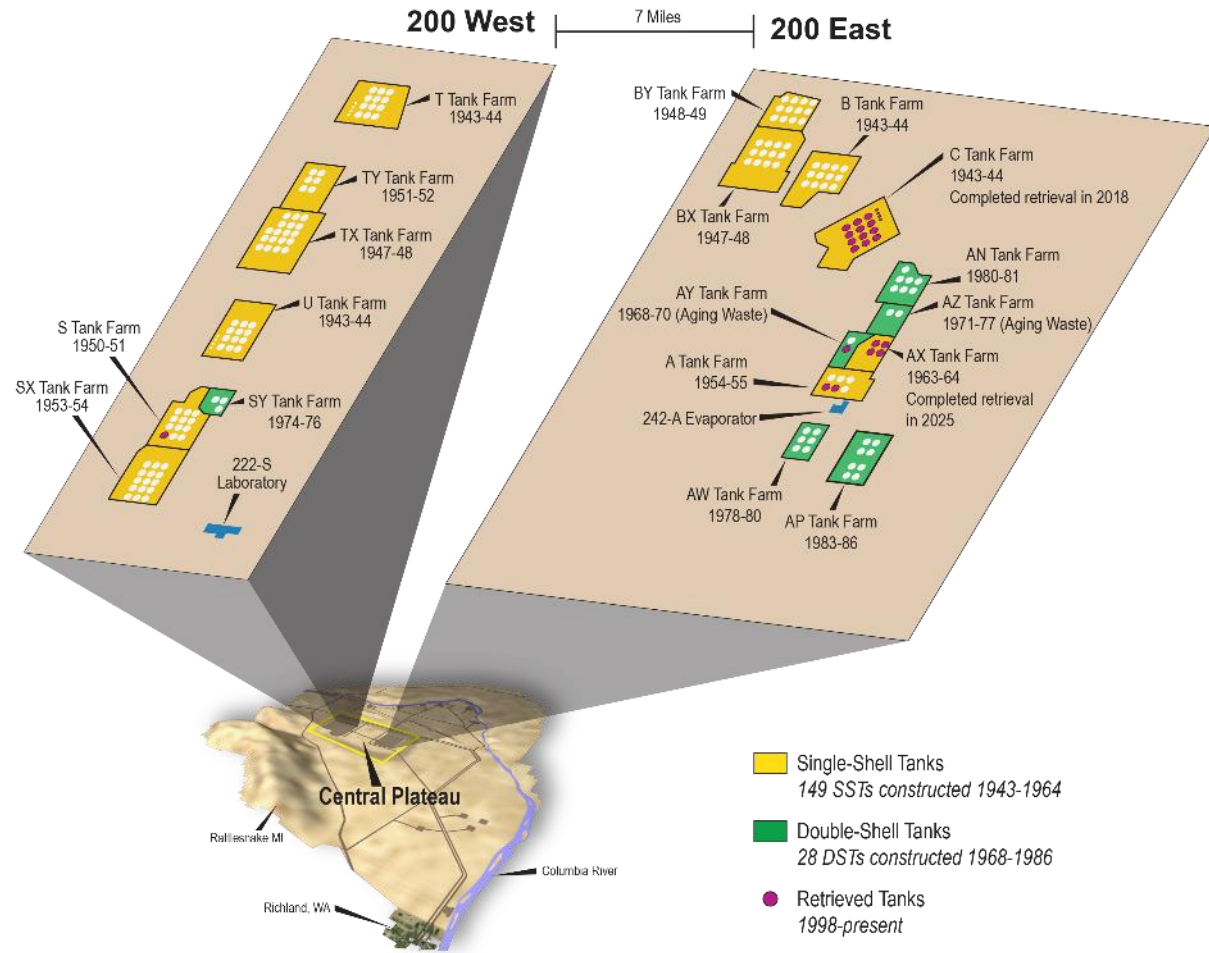 200 West
7 Miles
200 East
T Tank Farm
1943-44
TY Tank Farm
1951-52
TX Tank Farm
1947-48
U Tank Farm
1943-44
S Tank Farm
1950-51
SX Tank Farm
1953-54
SY Tank Farm
1974-76
222-S
Laboratory
BY Tank Farm
1948-49
B Tank Farm
1943-44
C Tank Farm
1943-44
Completed retrieval in 2018
BX Tank Farm
1947-48
AN Tank Farm
1980-81
AY Tank Farm
1968-70 (Aging Waste)
AZ Tank Farm
1971-77 (Aging Waste)
A Tank Farm
1954-55
AX Tank Farm
1963-64
Completed retrieval
in 2025
242-A Evaporator
AW Tank Farm
1978-80
AP Tank Farm
1983-86
Central Plateau
Rattlesnake Mt
Columbia River
Richland, WA
Single-Shell Tanks
149 SSTs constructed 1943-1964
Double-Shell Tanks
28 DSTs constructed 1968-1986
Retrieved Tanks
1998-present